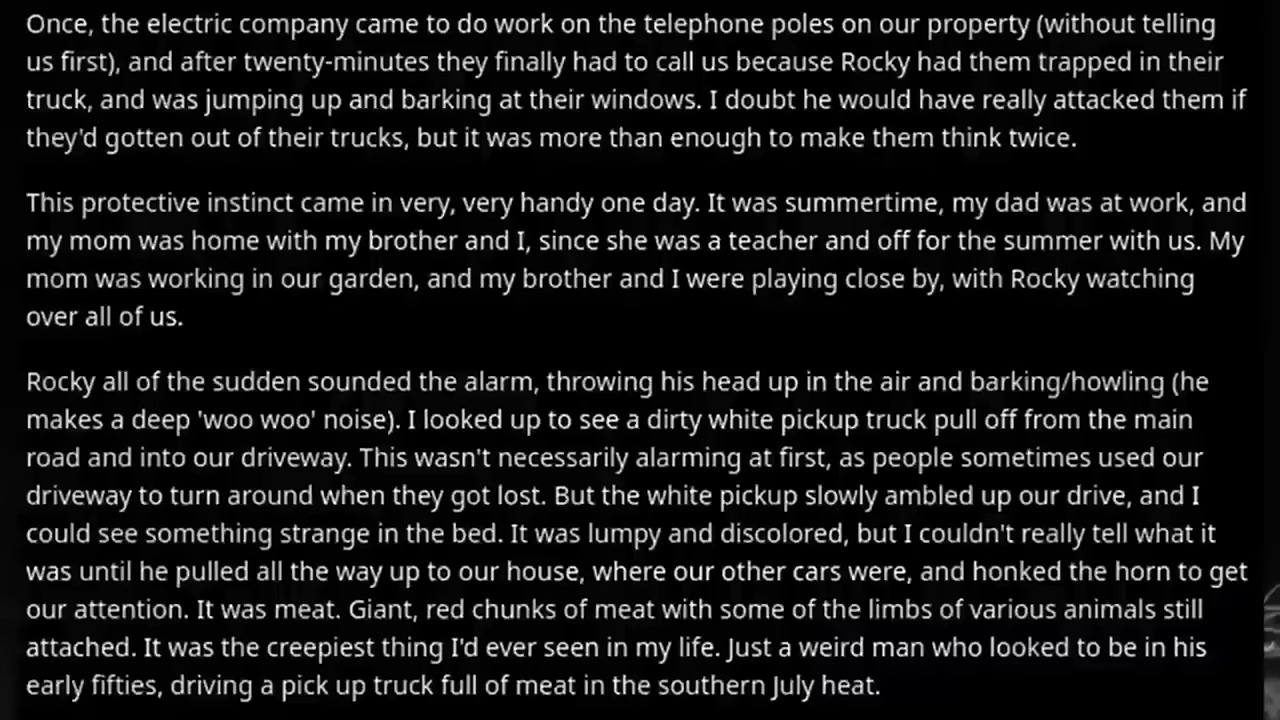 Once, the electric company came to do work on the telephone poles on our property (without telling
us first), and after twenty-minutes they finally had to call us because Rocky had them trapped in their
truck, and was jumping up and barking at their windows. I doubt he would have really attacked them if
they'd gotten out of their trucks, but it was more than enough to make them think twice.
This protective instinct came in very, very handy one day. It was summertime, my dad was at work, and
my mom was home with my brother and I, since she was a teacher and off for the summer with us. My
mom was working in our garden, and my brother and I were playing close by, with Rocky watching
over all of us.
Rocky all of the sudden sounded the alarm, throwing his head up in the air and barking/howling (he
makes a deep 'woo woo' noise). I looked up to see a dirty white pickup truck pull off from the main
road and into our driveway. This wasn't necessarily alarming at first, as people sometimes used our
driveway to turn around when they got lost. But the white pickup slowly ambled up our drive, and I
could see something strange in the bed. It was lumpy and discolored, but I couldn't really tell what it
was until he pulled all the way up to our house, where our other cars were, and honked the horn to get
our attention. It was meat. Giant, red chunks of meat with some of the limbs of various animals still
attached. It was the creepiest thing I'd ever seen in my life. Just a weird man who looked to be in his
early fifties, driving a pick up truck full of meat in the southern July heat.